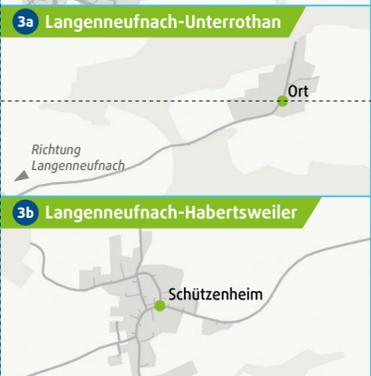 3a Langenneufnach-Unterrothan
Ort
Richtung
Langenneufnach
3b Langenneufnach-Habertsweiler
Schützenheim